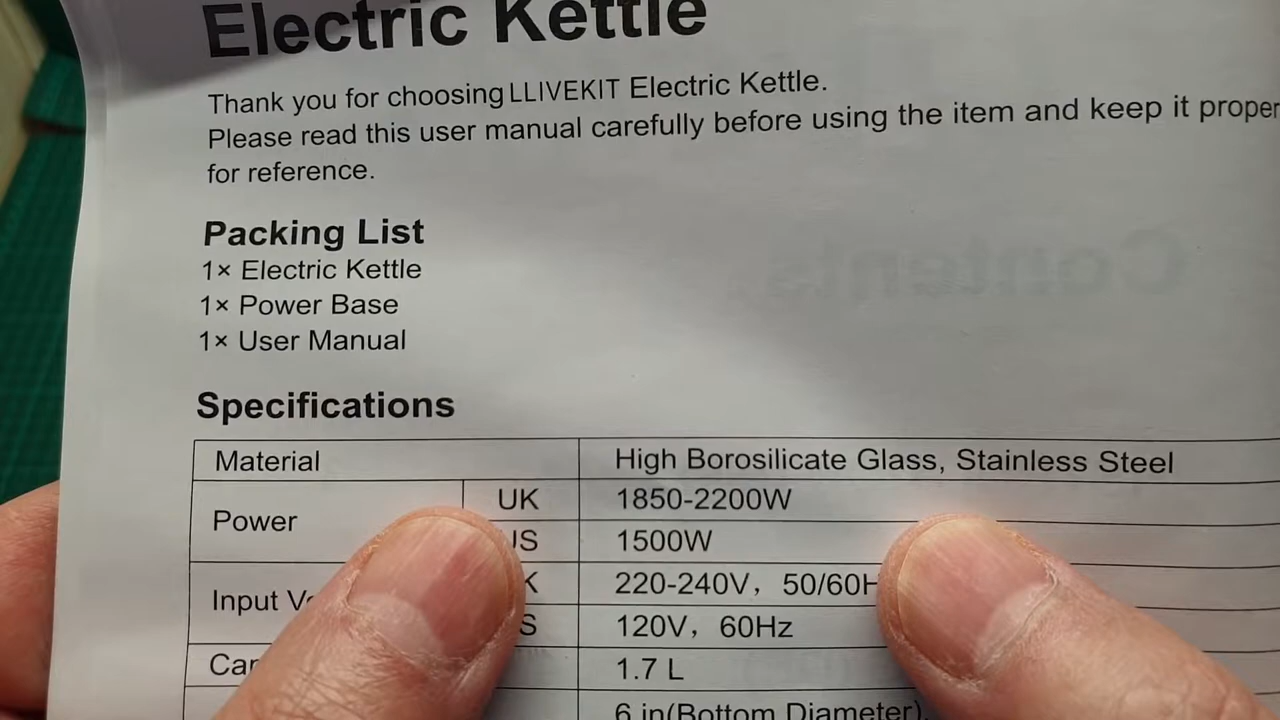 Electric Kettle
Thank you for choosing LLIVEKIT Electric Kettle.
Please read this user manual carefully before using the item and keep it proper
for reference.
Packing List
1× Electric Kettle
1× Power Base
1× User Manual
Specifications
Material High Borosilicate Glass, Stainless Steel
Power UK 1850-2200W
US 1500W
Input 220-240V, 50/60H
120V, 60Hz
1.7 L
6 in(Bottom Diameter)
Contents